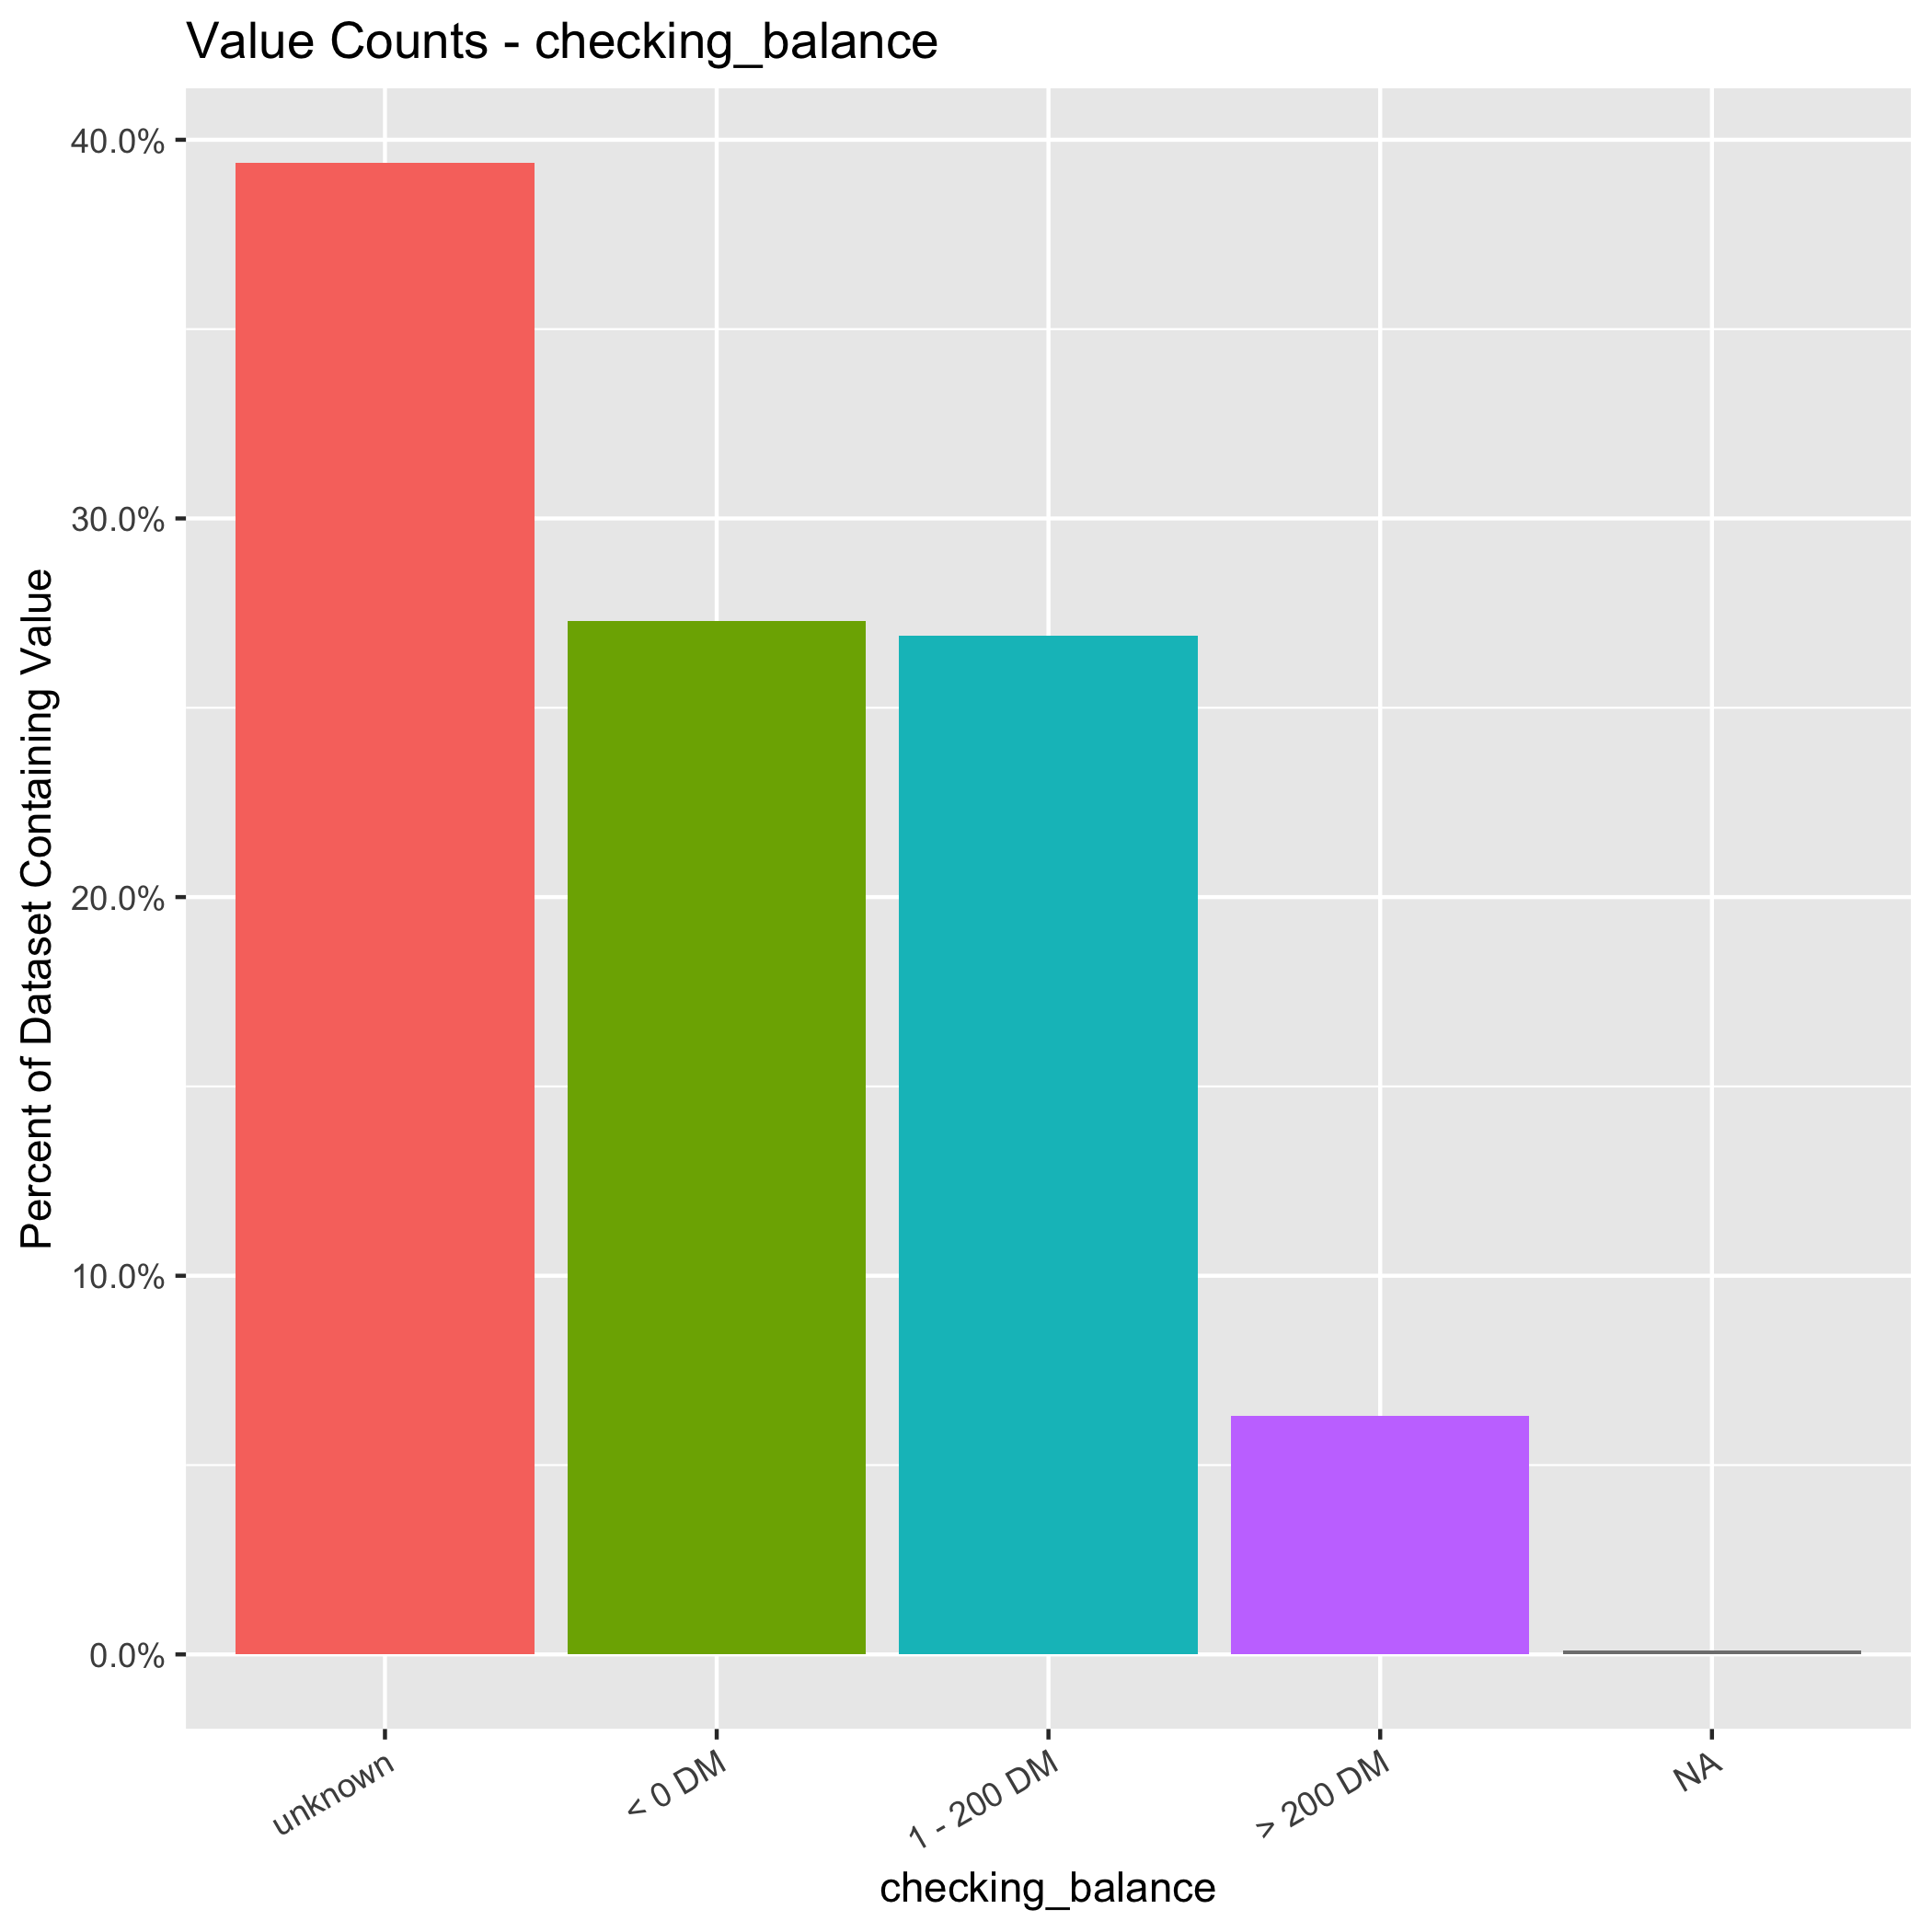 Value Counts - checking_balance
Percent of Dataset Containing Value
40.0%
30.0%
20.0%
10.0%
0.0%
unknown
< 0 DM
1 - 200 DM
> 200 DM
NA
checking_balance